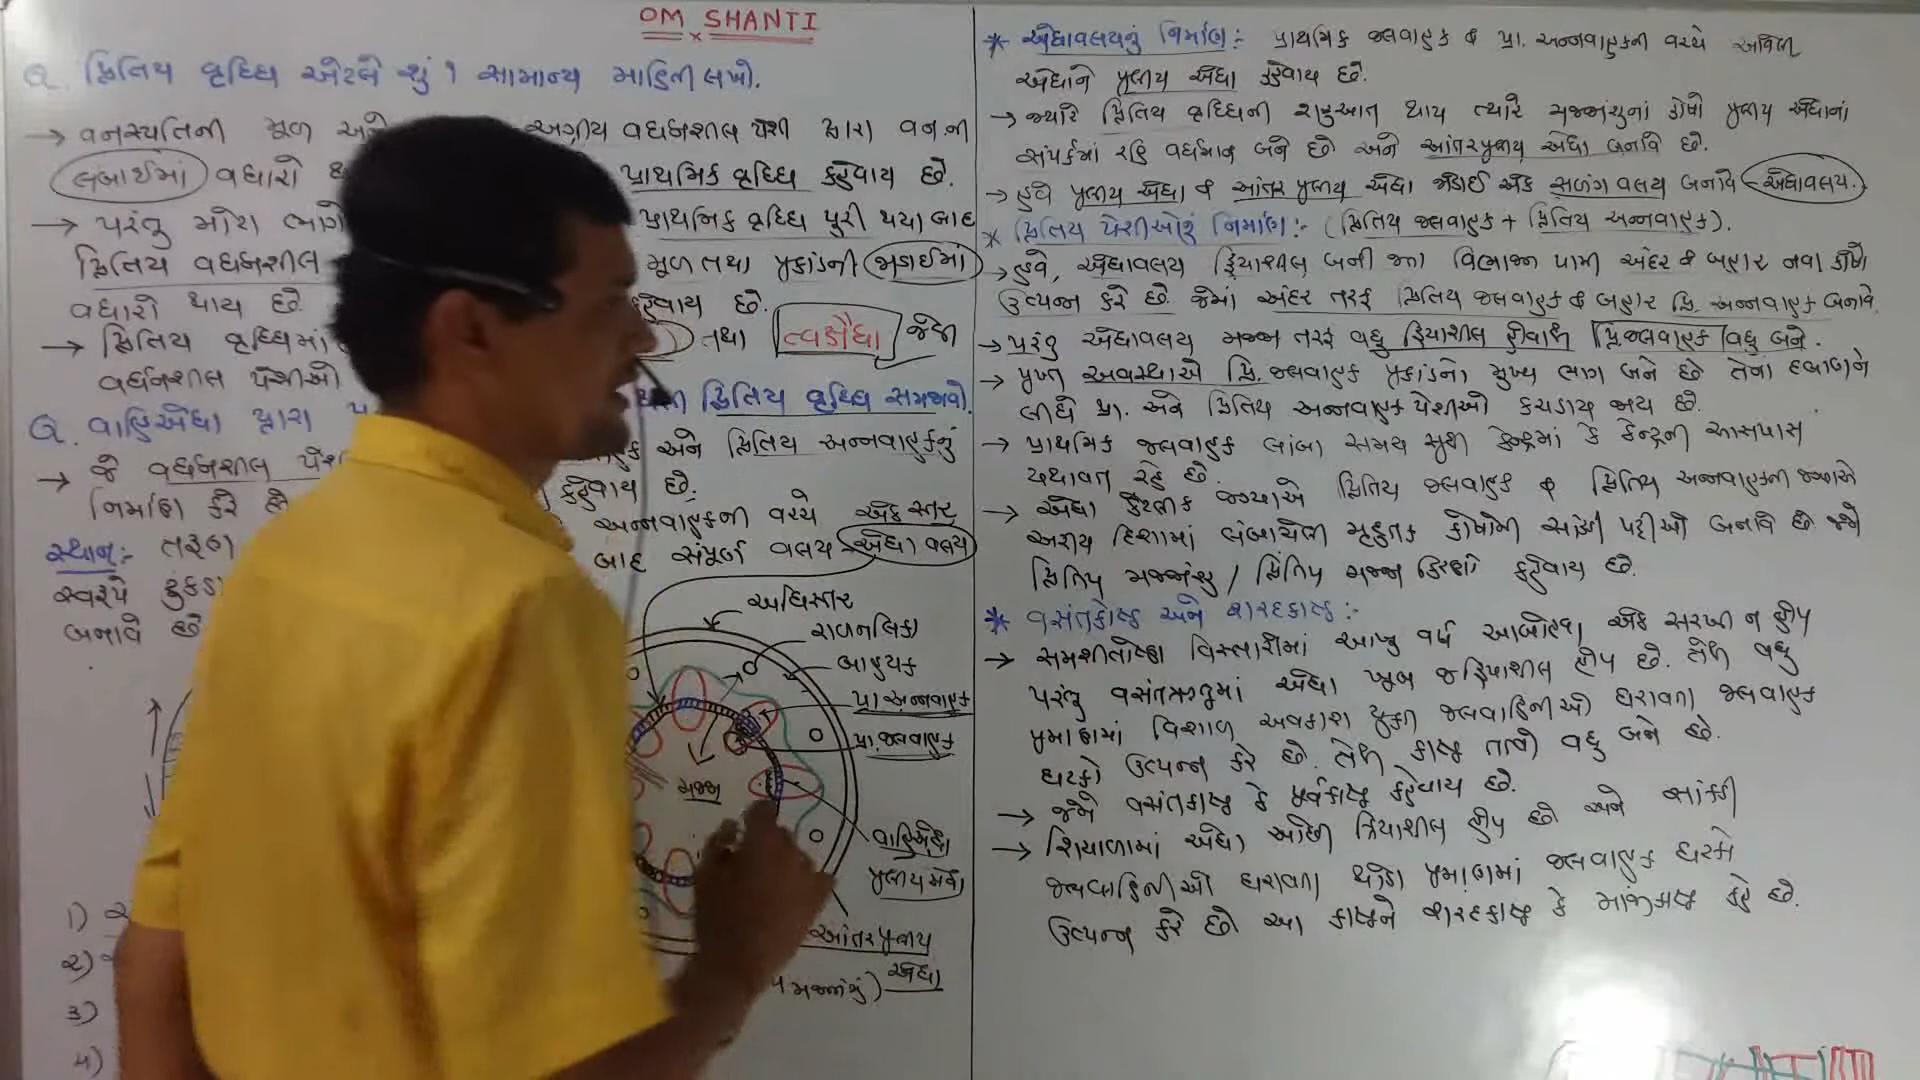 OM SHANTI
Q. દ્વિતિય વૃધ્ધિ એટલે શું? સામાન્ય માહિતી લખો.
→ વનસ્પતિની મૂળ અને અગ્રીય વર્ધનશીલ પેશી દ્વારા વનની
લંબાઈમાં વધારો પ્રાથમિક વૃધ્ધિ કહેવાય છે.
→ પરંતુ મોટા ભાગે પ્રાથમિક વૃધ્ધિ પુરી થયા બાદ
દ્વિતિય વર્ધનશીલ મૂળ તથા પ્રકાંડની જાડાઈમાં
વધારો થાય છે. કહેવાય છે.
→ દ્વિતિય વૃધ્ધિમાં તથા ત્વક્ષૈધા જેવી
વર્ધનશીલ પેશીઓ
Q. વાહિએધા દ્વારા દ્વિતિય વૃધ્ધિ સમજાવો.
→ જે વર્ધનશીલ પેશી અને દ્વિતિય અન્નવાહકનું
નિર્માણ કરે છે કહેવાય છે.
સ્થાન:- તરૂણ અન્નવાહકની વચ્ચે એક સ્તર
સ્વરૂપે ટુકડા બાદ સંપૂર્ણ વલય એધા વલય
બનાવે છે
અધિસ્તર
રાળનલિકા
બાહ્યક
પ્રા. અન્નવાહક
પ્રા. જલવાહક
મજ્જા
વાહિએધા
આંતરપુલીય
એધા
1)
2)
3)
4)
* એધાવલયનું નિર્માણ:- પ્રાથમિક જલવાહક & પ્રા. અન્નવાહકની વચ્ચે આવેલી
એધાને પુલીય એધા કહેવાય છે.
→ જ્યારે દ્વિતિય વૃધ્ધિની શરુઆત થાય ત્યારે મજ્જાંશુનાં કોષો પુલીય એધાનાં
સંપર્કમાં રહિ વર્ધમાન બને છે અને આંતરપુલીય એધા બનાવે છે.
→ હવે પુલીય એધા & આંતર પુલીય એધા જોડાઈ એક સળંગ વલય બનાવે એધાવલય.
* દ્વિતિય પેશીઓનું નિર્માણ:- (દ્વિતિય જલવાહક + દ્વિતિય અન્નવાહક).
→ હવે, એધાવલય ક્રિયાશીલ બની જતા વિભાજન પામી અંદર & બહાર નવા કોષો
ઉત્પન્ન કરે છે. જેમાં અંદર તરફ દ્વિતિય જલવાહક & બહાર દ્વિ. અન્નવાહક બનાવે.
→ પરંતુ એધાવલય મજ્જા તરફ વધુ ક્રિયાશીલ હોવાથી દ્વિ.જલવાહક વધુ બને.
→ પુખ્ત અવસ્થાએ દ્વિ. જલવાહક પ્રકાંડનો મુખ્ય ભાગ બને છે તેનાં દબાણને
લીધે પ્રા. અને દ્વિતિય અન્નવાહક પેશીઓ કચડાય જાય છે.
→ પ્રાથમિક જલવાહક લાંબા સમય સુધી કેન્દ્રમાં કે કેન્દ્રની આસપાસ
યથાવત રહે છે.
→ એધા કેટલીક જગ્યાએ દ્વિતિય જલવાહક & દ્વિતિય અન્નવાહકની જગ્યાએ
અરીય દિશામાં લંબાયેલી મૃદુતક કોષોની સાંકડી પટ્ટીઓ બનાવે છે જેને
દ્વિતિય મજ્જાંશુ / દ્વિતિય મજ્જા કિરણો કહેવાય છે.
* વસંતકાષ્ઠ અને શરદકાષ્ઠ:-
→ સમશીતોષ્ણ વિસ્તારોમાં આખુ વર્ષ આબોહવા એક સરખી ન હોય
પરંતુ વસંતઋતુમાં એધા ખુબ જ ક્રિયાશીલ હોય છે. તેથી વધુ
પ્રમાણમાં વિશાળ અવકાશ યુક્ત જલવાહિનીઓ ધરાવતા જલવાહક
ઘટકો ઉત્પન્ન કરે છે. તેથી કાષ્ઠ વધુ બને છે.
→ જેને વસંતકાષ્ઠ કે પૂર્વકાષ્ઠ કહેવાય છે.
→ શિયાળામાં એધા ઓછી ક્રિયાશીલ હોય છે અને સાંકડી
જલવાહિનીઓ ધરાવતા થોડા પ્રમાણમાં જલવાહક ઘટકો
ઉત્પન્ન કરે છે આ કાષ્ઠને શરદકાષ્ઠ કે માંજીકાષ્ઠ કહે છે.